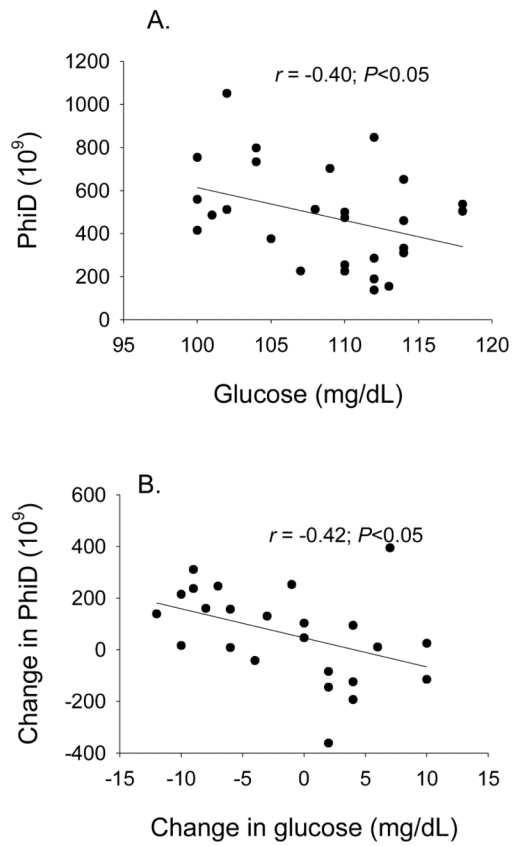 A.
r = -0.40; P<0.05
PhiD (10⁹)
1200
1000
800
600
400
200
0
95 100 105 110 115 120
Glucose (mg/dL)
B.
r = -0.42; P<0.05
Change in PhiD (10⁹)
600
400
200
0
-200
-400
-15 -10 -5 0 5 10 15
Change in glucose (mg/dL)